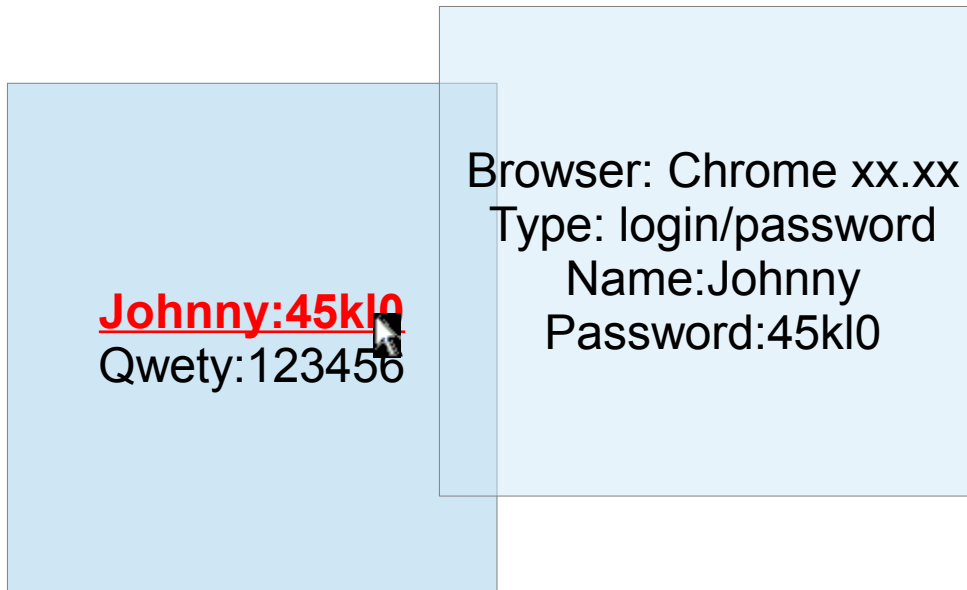 Johnny:45kl0
Qwety:123456
Browser: Chrome xx.xx
Type: login/password
Name:Johnny
Password:45kl0